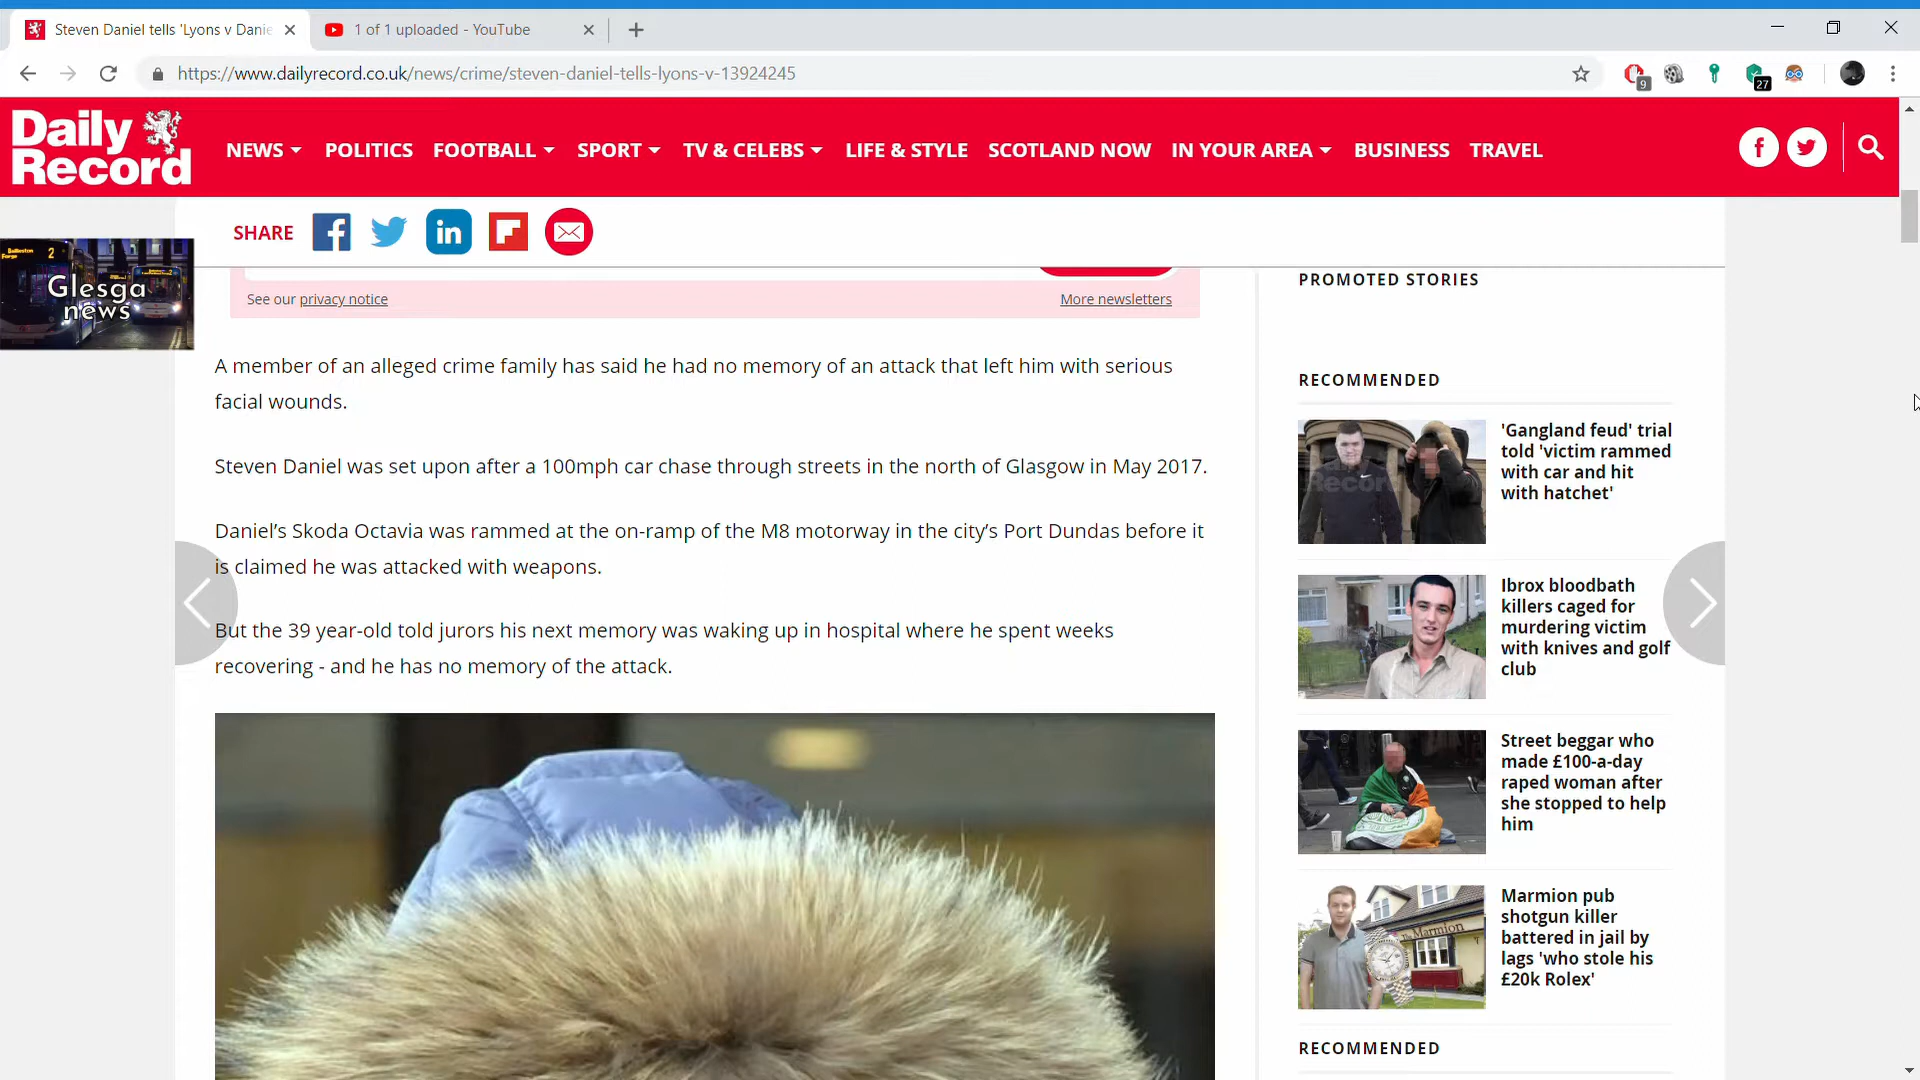 Steven Daniel tells 'Lyons v Danie
1 of 1 uploaded - YouTube
https://www.dailyrecord.co.uk/news/crime/steven-daniel-tells-lyons-v-13924245
9
27
Daily
Record
NEWS
POLITICS
FOOTBALL
SPORT
TV & CELEBS
LIFE & STYLE
SCOTLAND NOW
IN YOUR AREA
BUSINESS
TRAVEL
SHARE
2
Glesga
news
See our privacy notice
More newsletters
A member of an alleged crime family has said he had no memory of an attack that left him with serious
facial wounds.
Steven Daniel was set upon after a 100mph car chase through streets in the north of Glasgow in May 2017.
Daniel’s Skoda Octavia was rammed at the on-ramp of the M8 motorway in the city’s Port Dundas before it
is claimed he was attacked with weapons.
But the 39 year-old told jurors his next memory was waking up in hospital where he spent weeks
recovering - and he has no memory of the attack.
PROMOTED STORIES
RECOMMENDED
'Gangland feud' trial
told 'victim rammed
with car and hit
with hatchet'
Ibrox bloodbath
killers caged for
murdering victim
with knives and golf
club
Street beggar who
made £100-a-day
raped woman after
she stopped to help
him
Marmion pub
shotgun killer
battered in jail by
lags 'who stole his
£20k Rolex'
The Marmion
RECOMMENDED